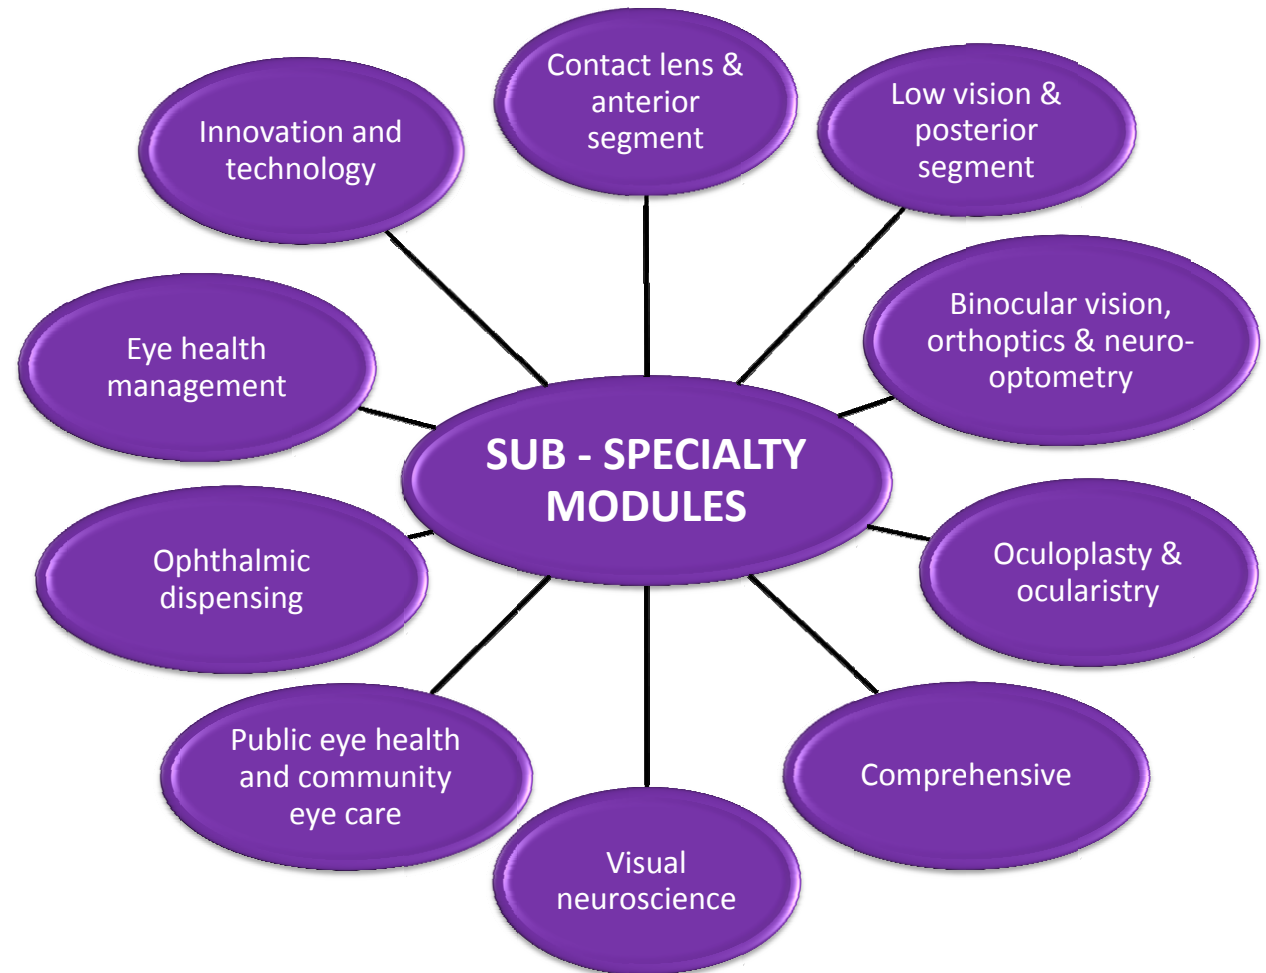 Contact lens &
anterior
segment
Low vision &
posterior
segment
Innovation and
technology
Binocular vision,
orthoptics & neuro-
optometry
Eye health
management
SUB - SPECIALTY
MODULES
Ophthalmic
dispensing
Oculoplasty &
ocularistry
Public eye health
and community
eye care
Comprehensive
Visual
neuroscience